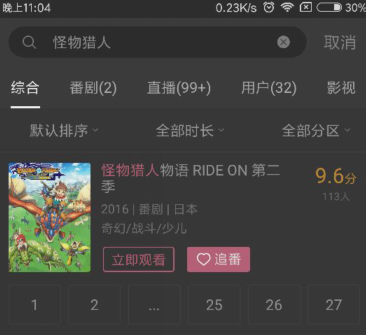 晚上11:04 0.23K/s 30%
怪物猎人 取消
综合 番剧(2) 直播(99+) 用户(32) 影视
默认排序 全部时长 全部分区
怪物猎人物语 RIDE ON 第二 9.6分
季
113人
2016 | 番剧 | 日本
奇幻/战斗/少儿
立即观看 追番
1 2 ... 25 26 27